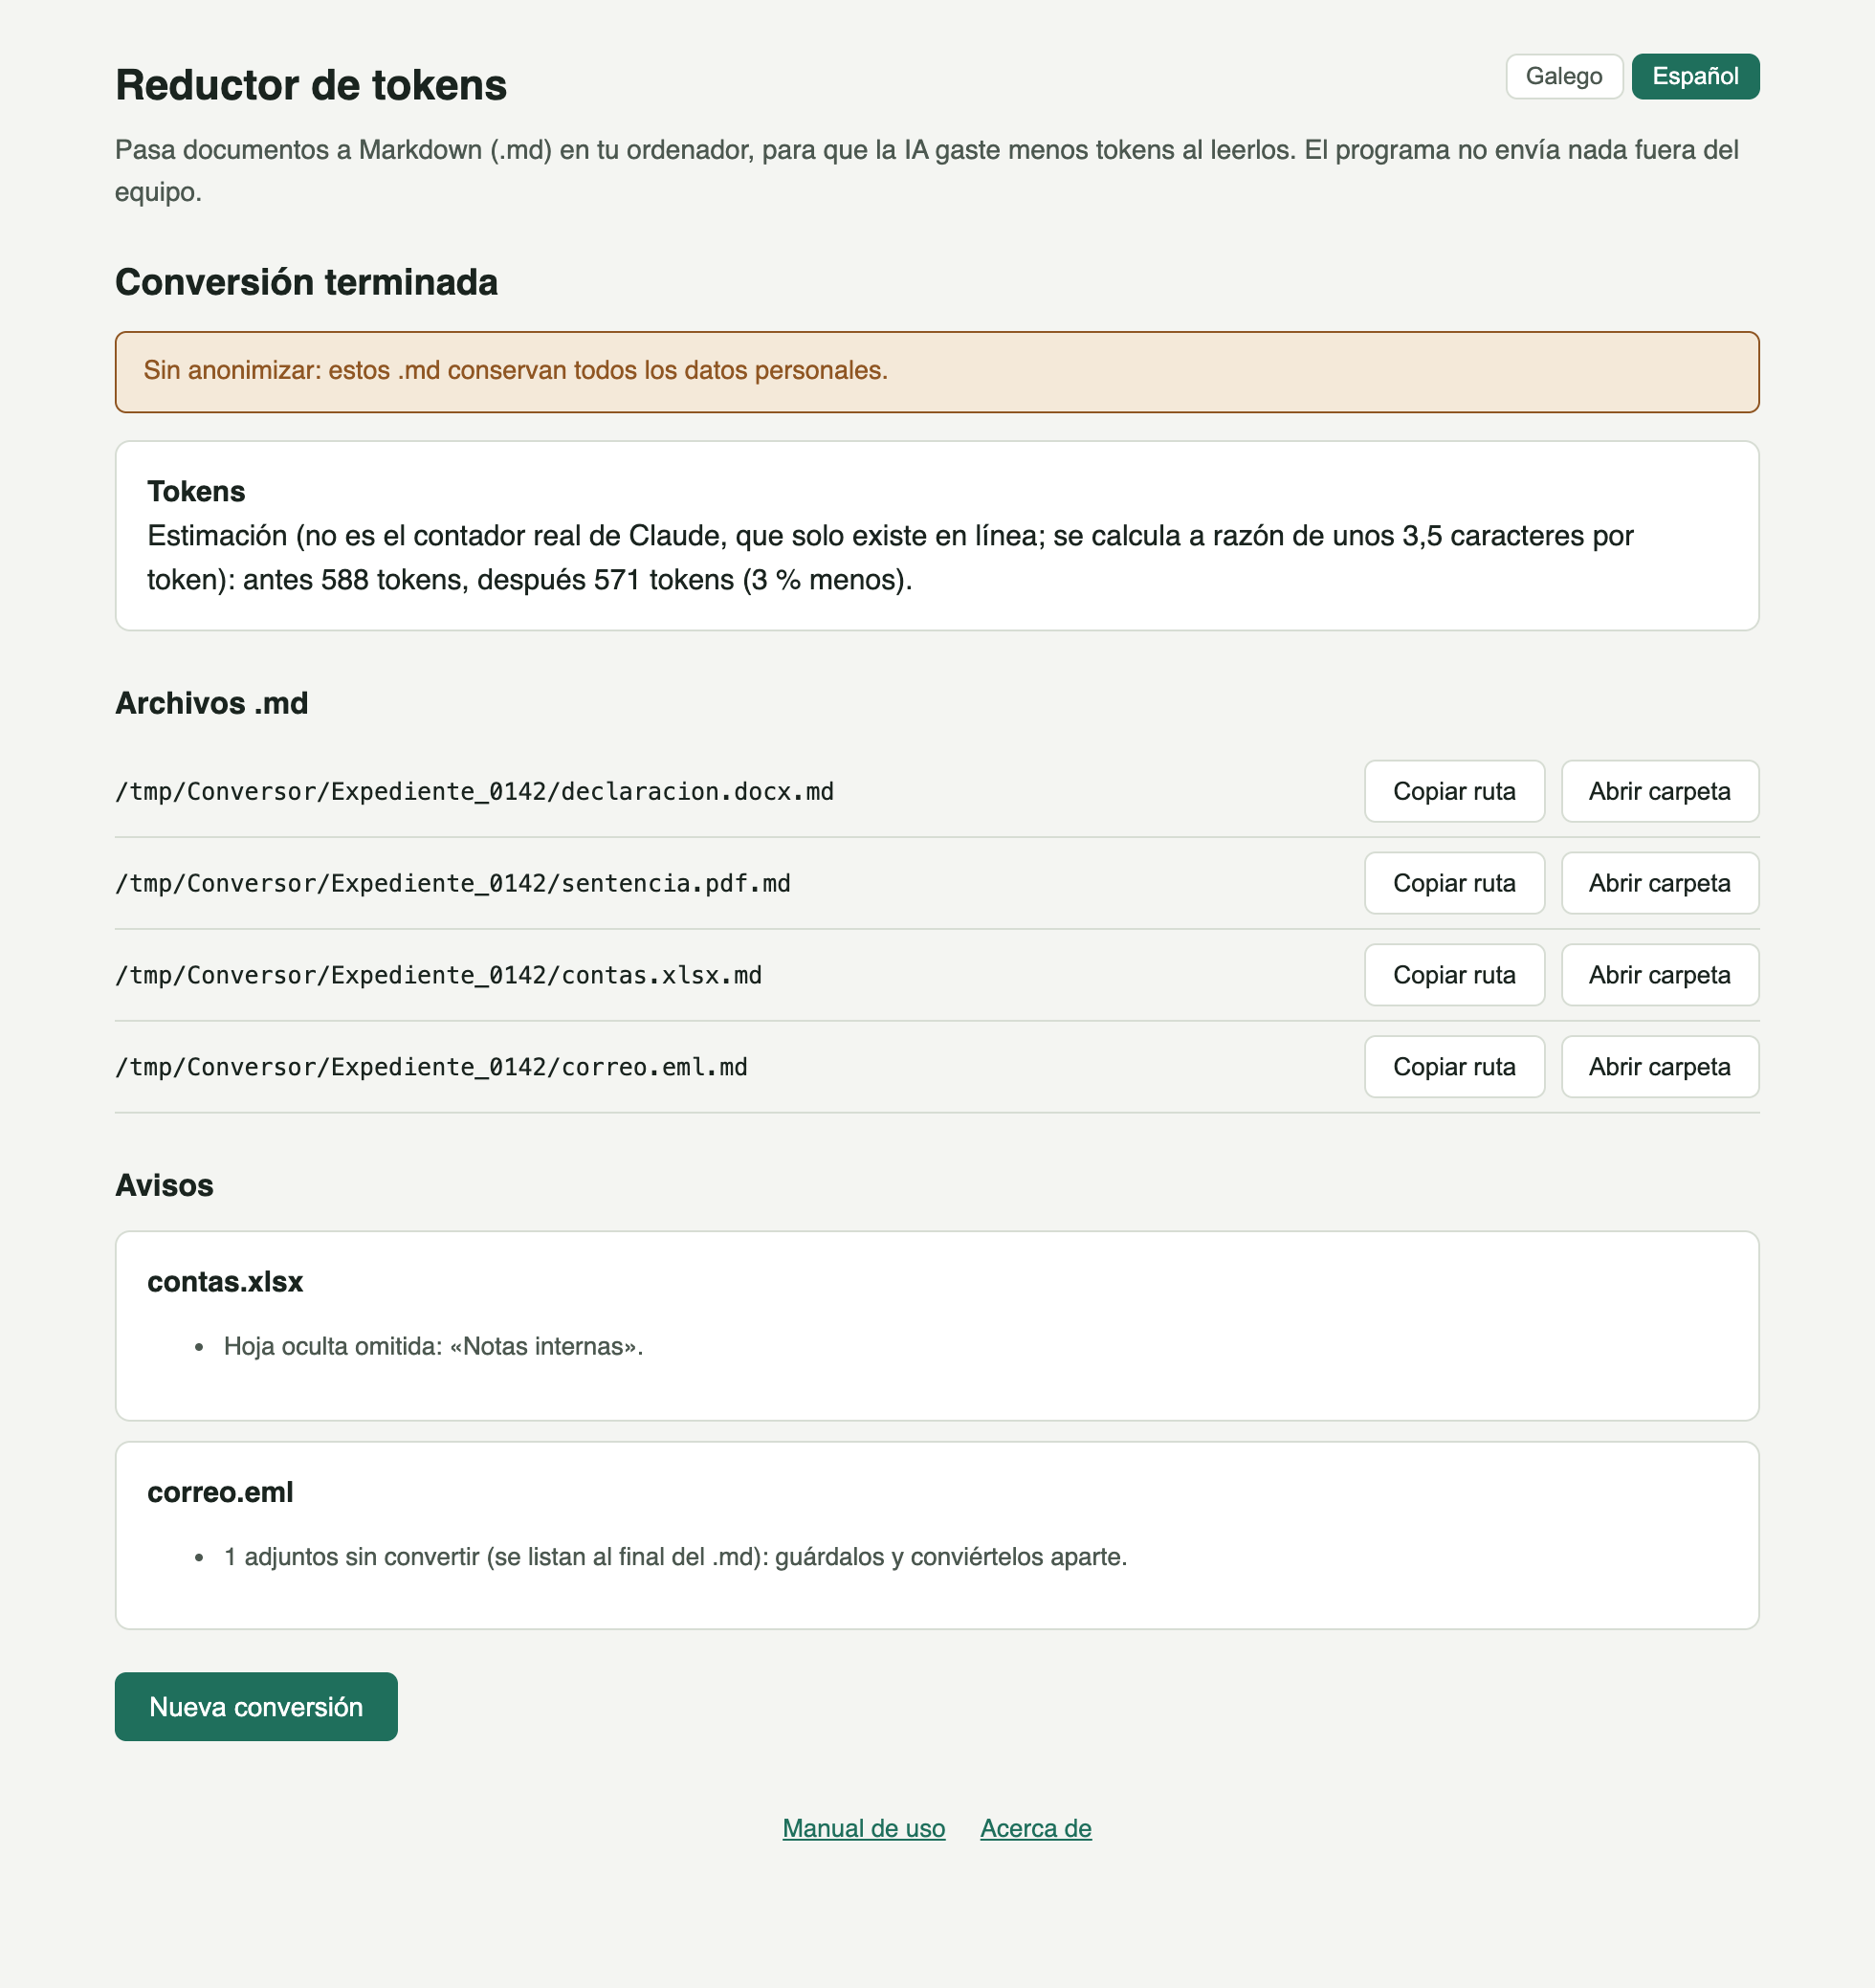 Reductor de tokens
Galego
Español
Pasa documentos a Markdown (.md) en tu ordenador, para que la IA gaste menos tokens al leerlos. El programa no envía nada fuera del
equipo.
Conversión terminada
Sin anonimizar: estos .md conservan todos los datos personales.
Tokens
Estimación (no es el contador real de Claude, que solo existe en línea; se calcula a razón de unos 3,5 caracteres por
token): antes 588 tokens, después 571 tokens (3 % menos).
Archivos .md
/tmp/Conversor/Expediente_0142/declaracion.docx.md
Copiar ruta
Abrir carpeta
/tmp/Conversor/Expediente_0142/sentencia.pdf.md
Copiar ruta
Abrir carpeta
/tmp/Conversor/Expediente_0142/contas.xlsx.md
Copiar ruta
Abrir carpeta
/tmp/Conversor/Expediente_0142/correo.eml.md
Copiar ruta
Abrir carpeta
Avisos
contas.xlsx
• Hoja oculta omitida: «Notas internas».
correo.eml
• 1 adjuntos sin convertir (se listan al final del .md): guárdalos y conviértelos aparte.
Nueva conversión
Manual de uso
Acerca de